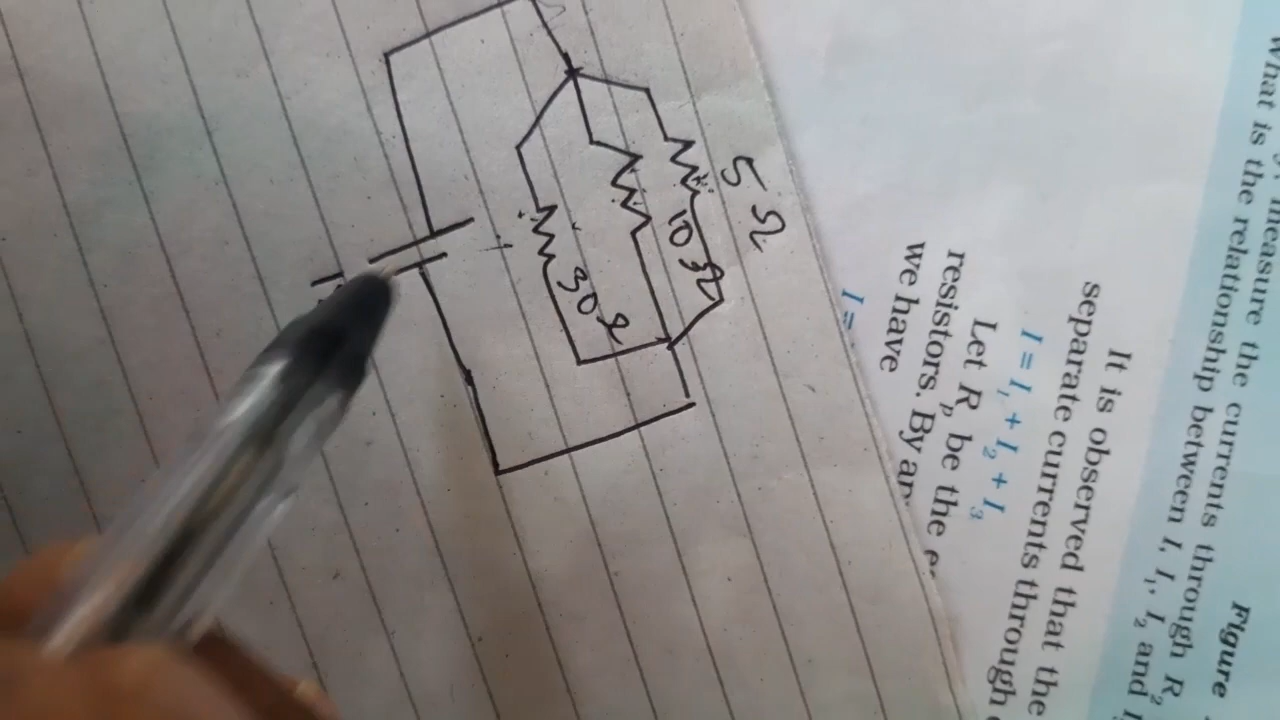 5 Ω
10 Ω
30 Ω
What is the relationship between I, I₁, I₂ and
measure the currents through R₂
Figure
It is observed that the
separate currents through
I = I₁ + I₂ + I₃
Let Rₚ be the
resistors. By
we have
I =